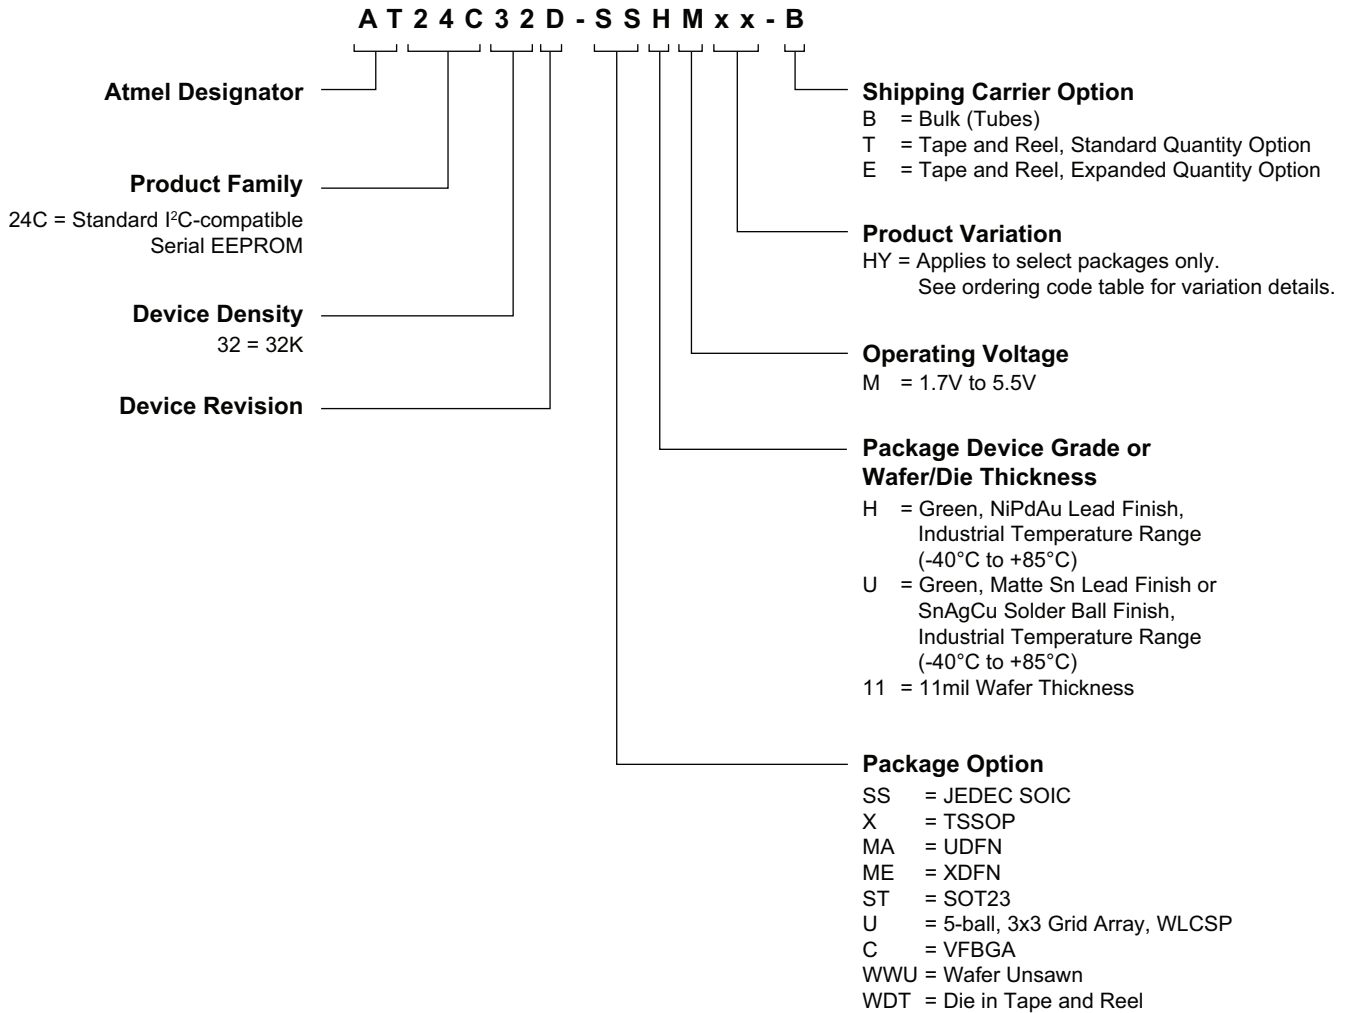 AT24C32D-SSHMxx-B
Atmel Designator
Product Family
24C = Standard I²C-compatible
Serial EEPROM
Device Density
32 = 32K
Device Revision
Shipping Carrier Option
B = Bulk (Tubes)
T = Tape and Reel, Standard Quantity Option
E = Tape and Reel, Expanded Quantity Option
Product Variation
HY = Applies to select packages only.
See ordering code table for variation details.
Operating Voltage
M = 1.7V to 5.5V
Package Device Grade or
Wafer/Die Thickness
H = Green, NiPdAu Lead Finish,
Industrial Temperature Range
(-40°C to +85°C)
U = Green, Matte Sn Lead Finish or
SnAgCu Solder Ball Finish,
Industrial Temperature Range
(-40°C to +85°C)
11 = 11mil Wafer Thickness
Package Option
SS = JEDEC SOIC
X = TSSOP
MA = UDFN
ME = XDFN
ST = SOT23
U = 5-ball, 3x3 Grid Array, WLCSP
C = VFBGA
WWU = Wafer Unsawn
WDT = Die in Tape and Reel